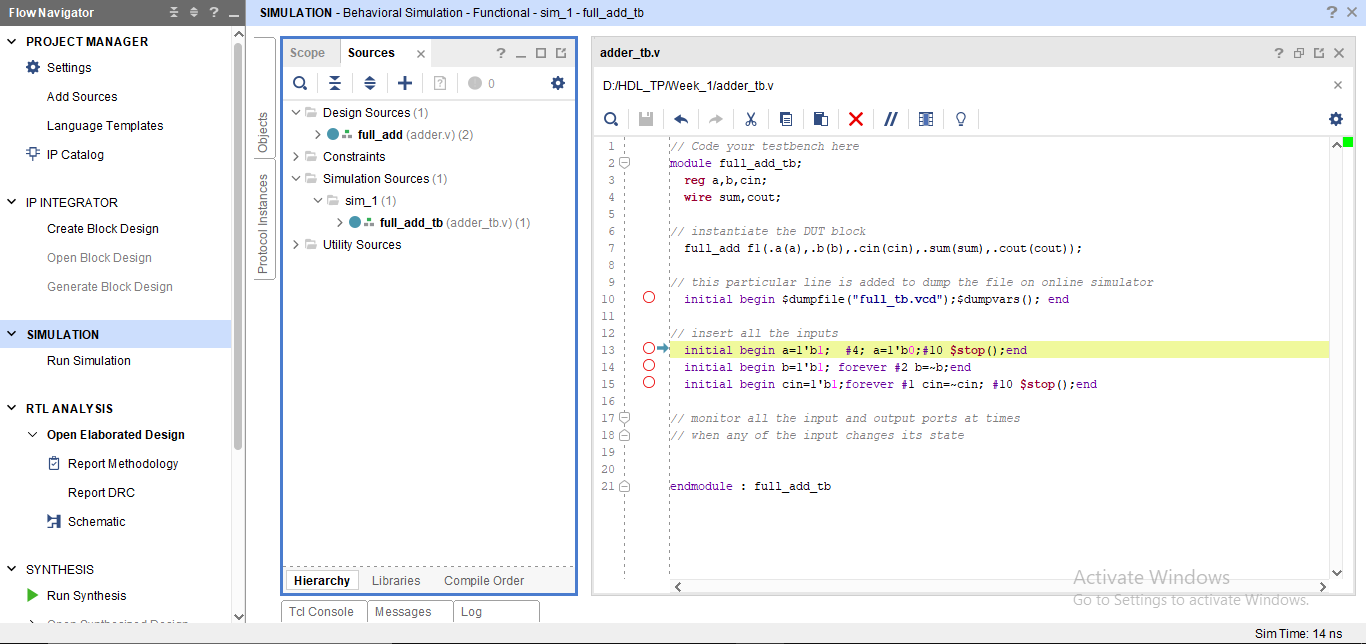 Flow Navigator
SIMULATION - Behavioral Simulation - Functional - sim_1 - full_add_tb
PROJECT MANAGER
Settings
Add Sources
Language Templates
IP Catalog
IP INTEGRATOR
Create Block Design
Open Block Design
Generate Block Design
SIMULATION
Run Simulation
RTL ANALYSIS
Open Elaborated Design
Report Methodology
Report DRC
Schematic
SYNTHESIS
Run Synthesis
Open Synthesized Design
Objects
Protocol Instances
Scope
Sources
0
Design Sources (1)
full_add (adder.v) (2)
Constraints
Simulation Sources (1)
sim_1 (1)
full_add_tb (adder_tb.v) (1)
Utility Sources
Hierarchy
Libraries
Compile Order
Tcl Console
Messages
Log
adder_tb.v
D:/HDL_TP/Week_1/adder_tb.v
1 // Code your testbench here
2 module full_add_tb;
3 reg a,b,cin;
4 wire sum,cout;
5
6 // instantiate the DUT block
7 full_add f1(.a(a),.b(b),.cin(cin),.sum(sum),.cout(cout));
8
9 // this particular line is added to dump the file on online simulator
10 initial begin $dumpfile("full_tb.vcd");$dumpvars(); end
11
12 // insert all the inputs
13 initial begin a=1'b1; #4; a=1'b0;#10 $stop();end
14 initial begin b=1'b1; forever #2 b=~b;end
15 initial begin cin=1'b1;forever #1 cin=~cin; #10 $stop();end
16
17 // monitor all the input and output ports at times
18 // when any of the input changes its state
19
20
21 endmodule : full_add_tb
Activate Windows
Go to Settings to activate Windows.
Sim Time: 14 ns